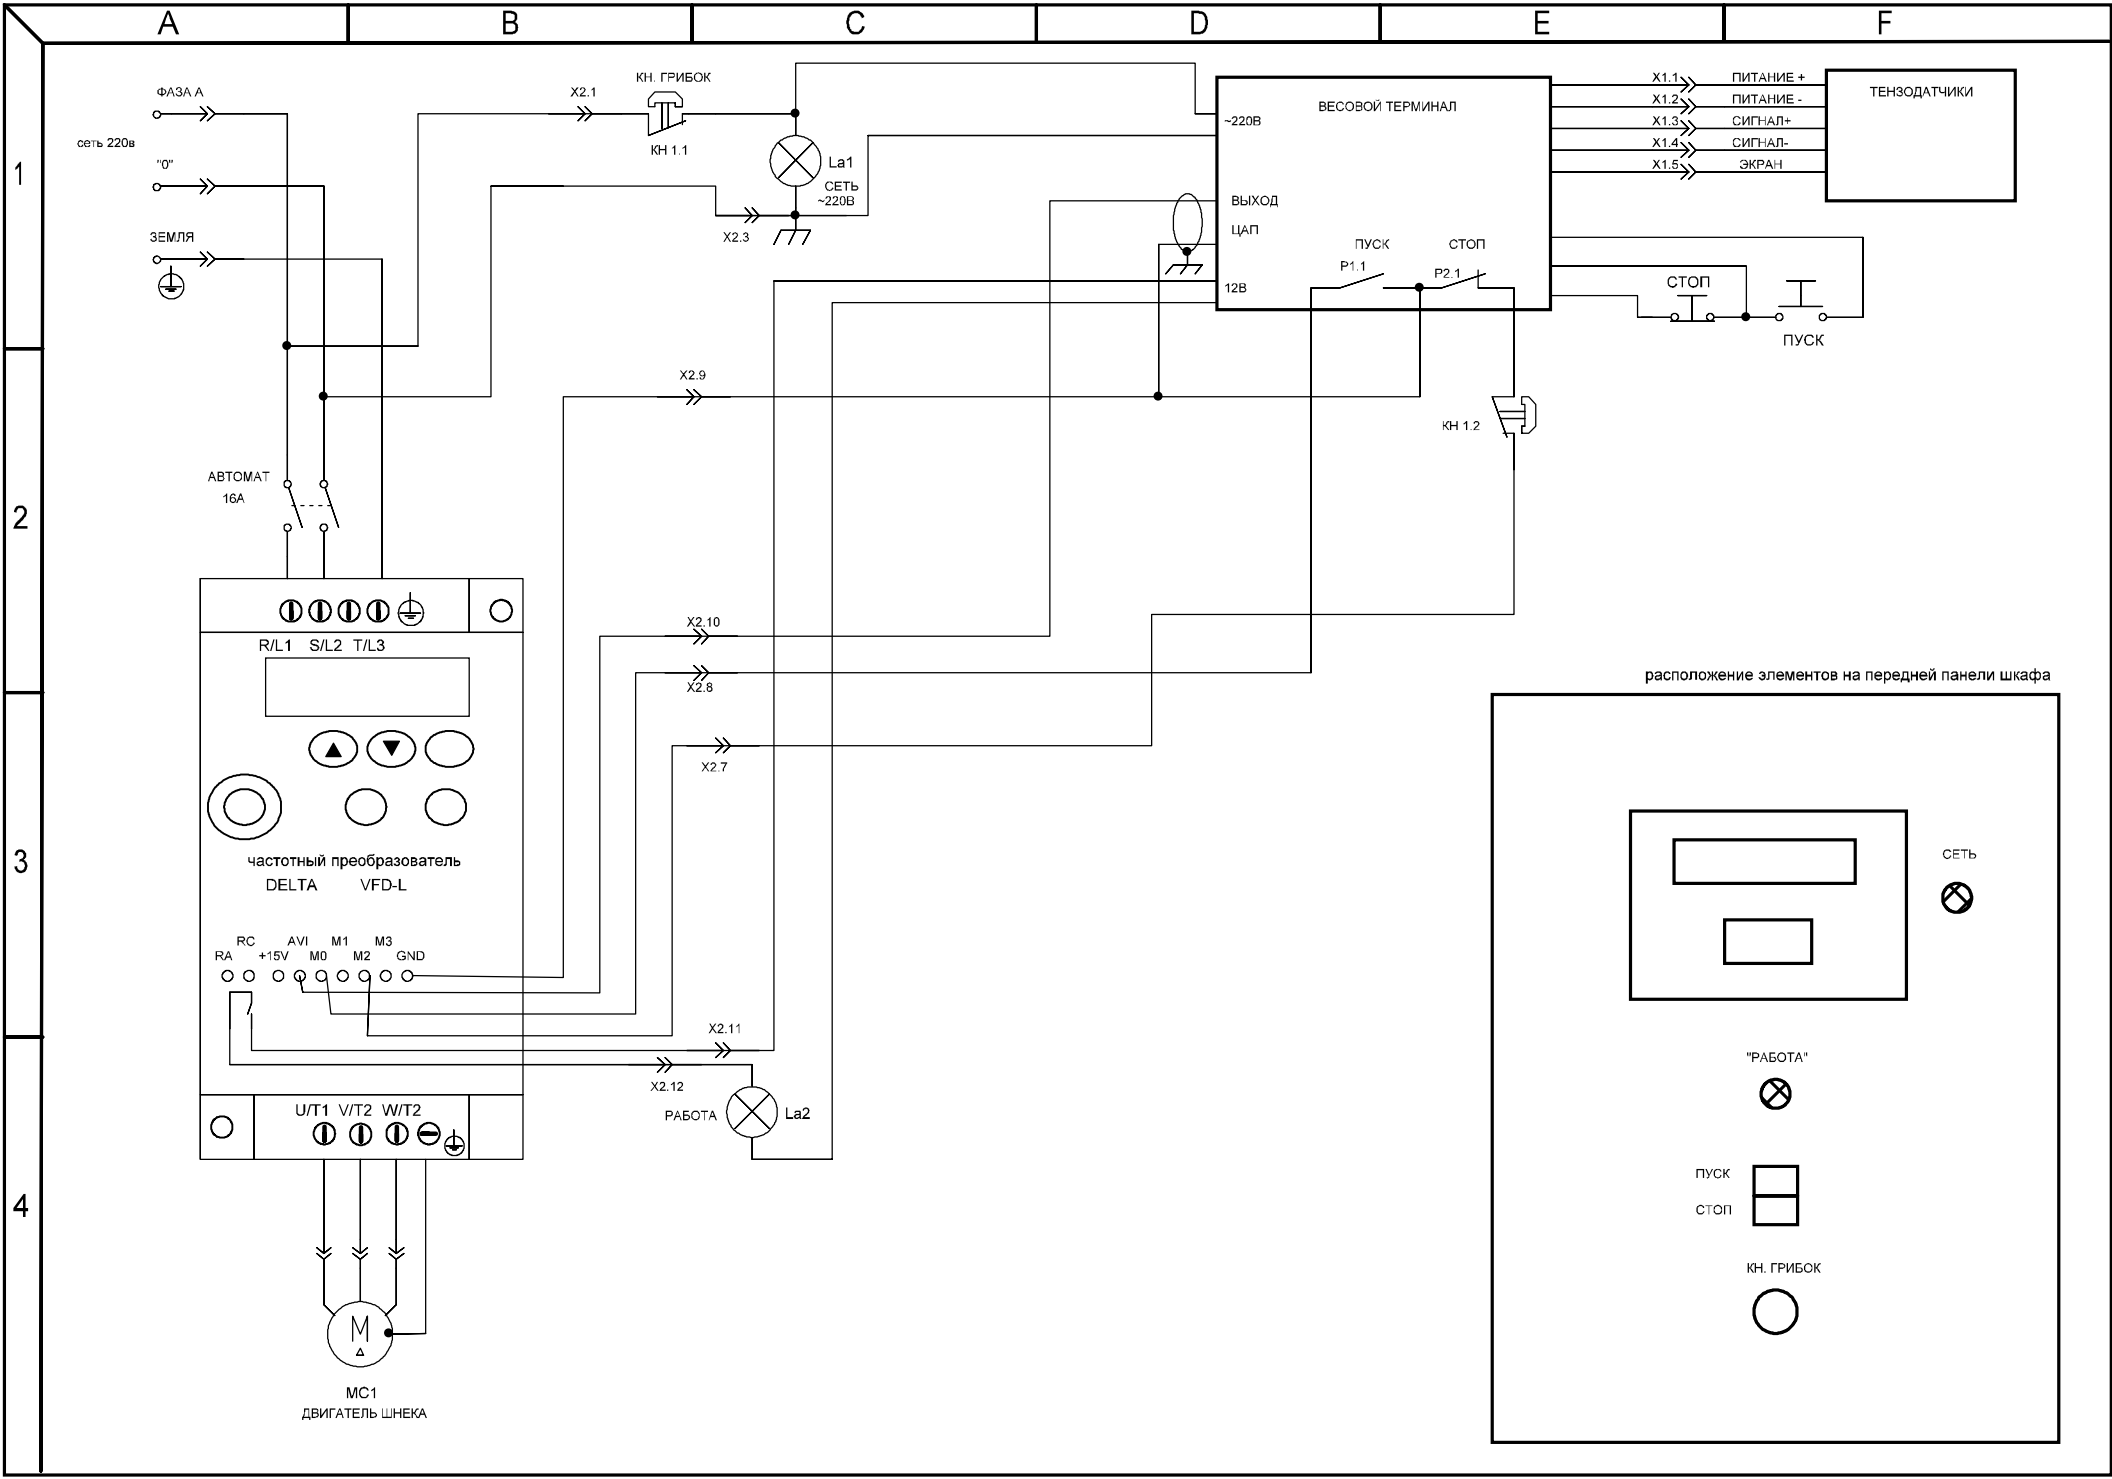 A B C D E F
1
2
3
4
ФАЗА А
сеть 220в
"0"
ЗЕМЛЯ
X2.1
КН. ГРИБОК
КН 1.1
La1
СЕТЬ
~220В
X2.3
ВЕСОВОЙ ТЕРМИНАЛ
~220В
ВЫХОД
ЦАП
12В
ПУСК
P1.1
СТОП
P2.1
X1.1 ПИТАНИЕ +
X1.2 ПИТАНИЕ -
X1.3 СИГНАЛ+
X1.4 СИГНАЛ-
X1.5 ЭКРАН
ТЕНЗОДАТЧИКИ
СТОП
ПУСК
X2.9
КН 1.2
АВТОМАТ
16А
R/L1 S/L2 T/L3
X2.10
X2.8
X2.7
частотный преобразователь
DELTA VFD-L
RC AVI M1 M3
RA +15V M0 M2 GND
X2.11
X2.12
РАБОТА
La2
U/T1 V/T2 W/T2
M
МС1
ДВИГАТЕЛЬ ШНЕКА
расположение элементов на передней панели шкафа
СЕТЬ
"РАБОТА"
ПУСК
СТОП
КН. ГРИБОК